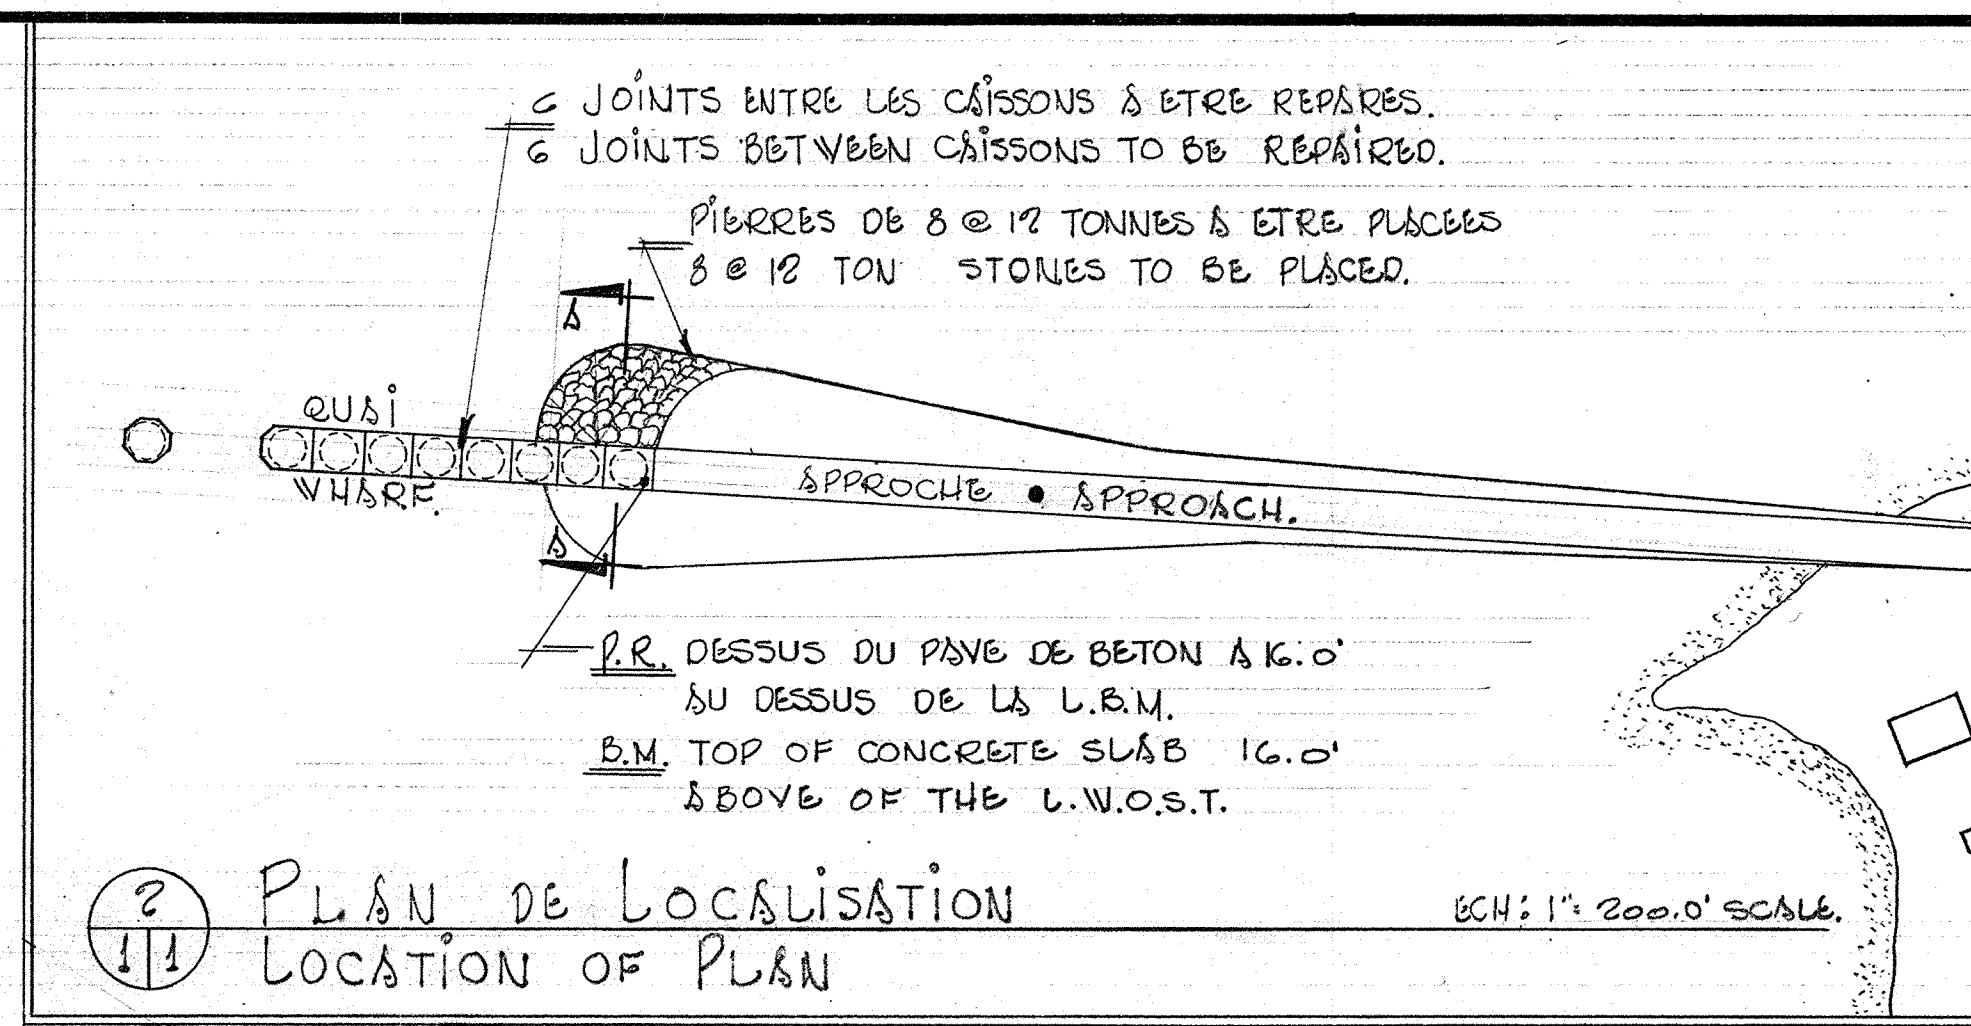 6 JOINTS ENTRE LES CAISSONS A ETRE REPARES.
6 JOINTS BETWEEN CAISSONS TO BE REPAIRED.
PIERRES DE 8 @ 12 TONNES A ETRE PLACEES
8 @ 12 TON STONES TO BE PLACED.
A
QUAI
WHARF.
APPROCHE • APPROACH.
A
P.R. DESSUS DU PAVE DE BETON A 16.0'
AU DESSUS DE LA L.B.M.
B.M. TOP OF CONCRETE SLAB 16.0'
ABOVE OF THE L.W.O.S.T.
2
1 1
PLAN DE LOCALISATION
LOCATION OF PLAN
ECH: 1": 200.0' SCALE.